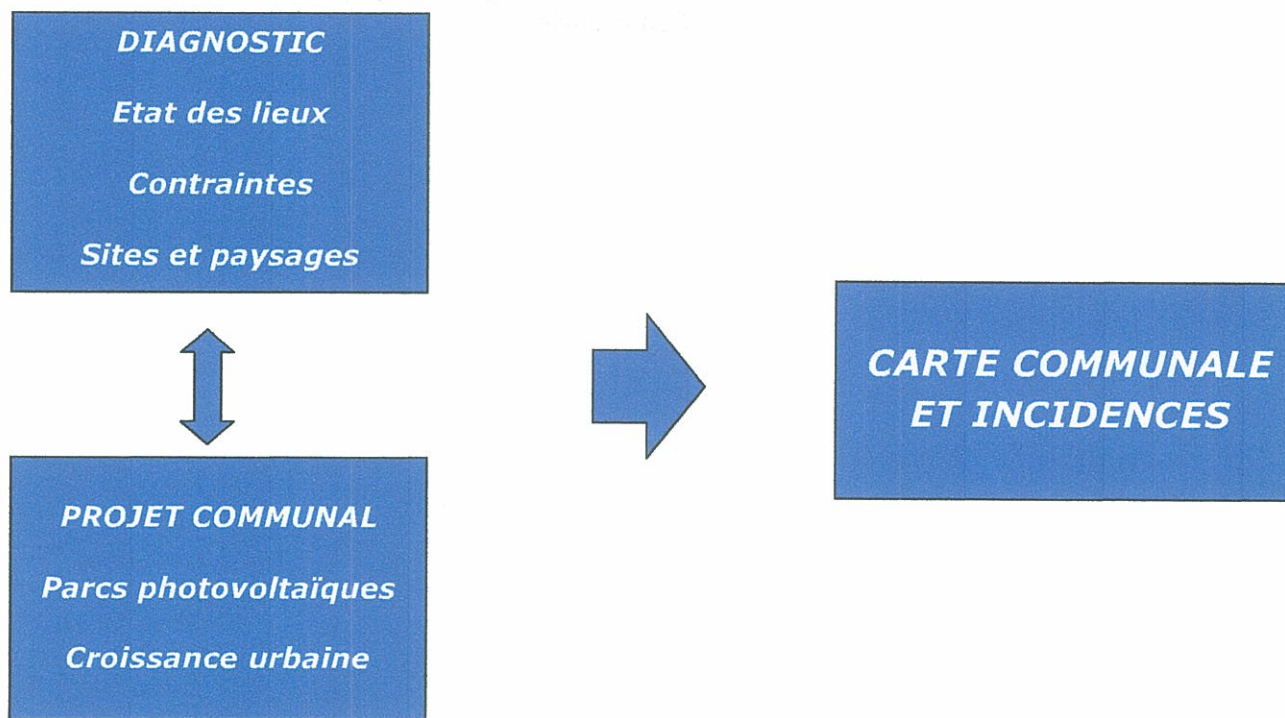 DIAGNOSTIC
Etat des lieux
Contraintes
Sites et paysages
PROJET COMMUNAL
Parcs photovoltaïques
Croissance urbaine
CARTE COMMUNALE
ET INCIDENCES